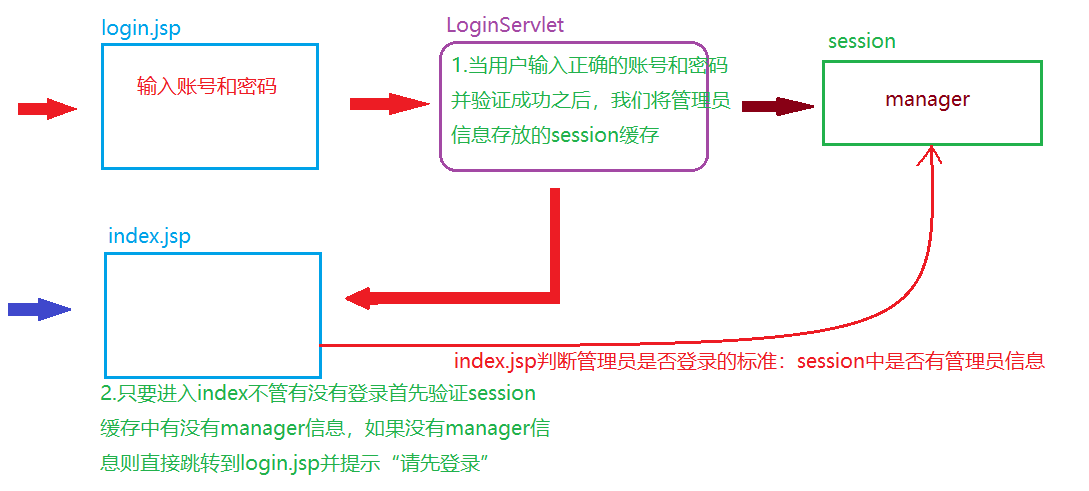 login.jsp
输入账号和密码
LoginServlet
1.当用户输入正确的账号和密码
并验证成功之后，我们将管理员
信息存放的session缓存
session
manager
index.jsp
index.jsp判断管理员是否登录的标准：session中是否有管理员信息
2.只要进入index不管有没有登录首先验证session
缓存中有没有manager信息，如果没有manager信
息则直接跳转到login.jsp并提示“请先登录”